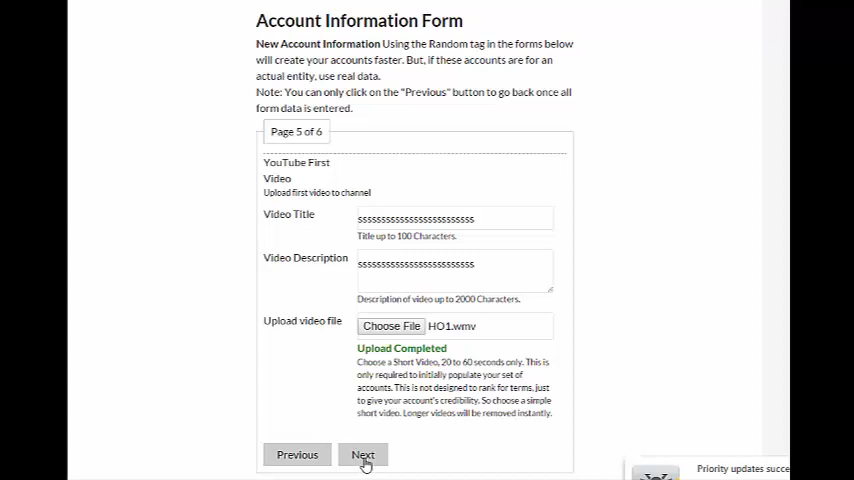 Account Information Form
New Account Information Using the Random tag in the forms below
will create your accounts faster. But, if these accounts are for an
actual entity, use real data.
Note: You can only click on the "Previous" button to go back once all
form data is entered.
Page 5 of 6
YouTube First
Video
Upload first video to channel
Video Title
sssssssssssssssssssssssss
Title up to 100 Characters.
Video Description
sssssssssssssssssssssssss
Description of video up to 2000 Characters.
Upload video file
Choose File HO1.wmv
Upload Completed
Choose a Short Video, 20 to 60 seconds only. This is
only required to initially populate your set of
accounts. This is not designed to rank for terms, just
to give your account's credibility. So choose a simple
short video. Longer videos will be removed instantly.
Previous Next
Priority updates succe